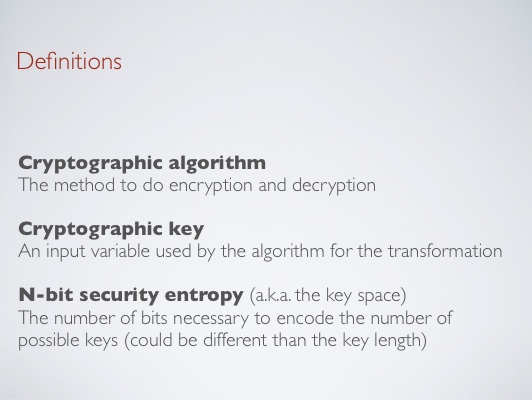 Definitions
Cryptographic algorithm
The method to do encryption and decryption
Cryptographic key
An input variable used by the algorithm for the transformation
N-bit security entropy (a.k.a. the key space)
The number of bits necessary to encode the number of
possible keys (could be different than the key length)